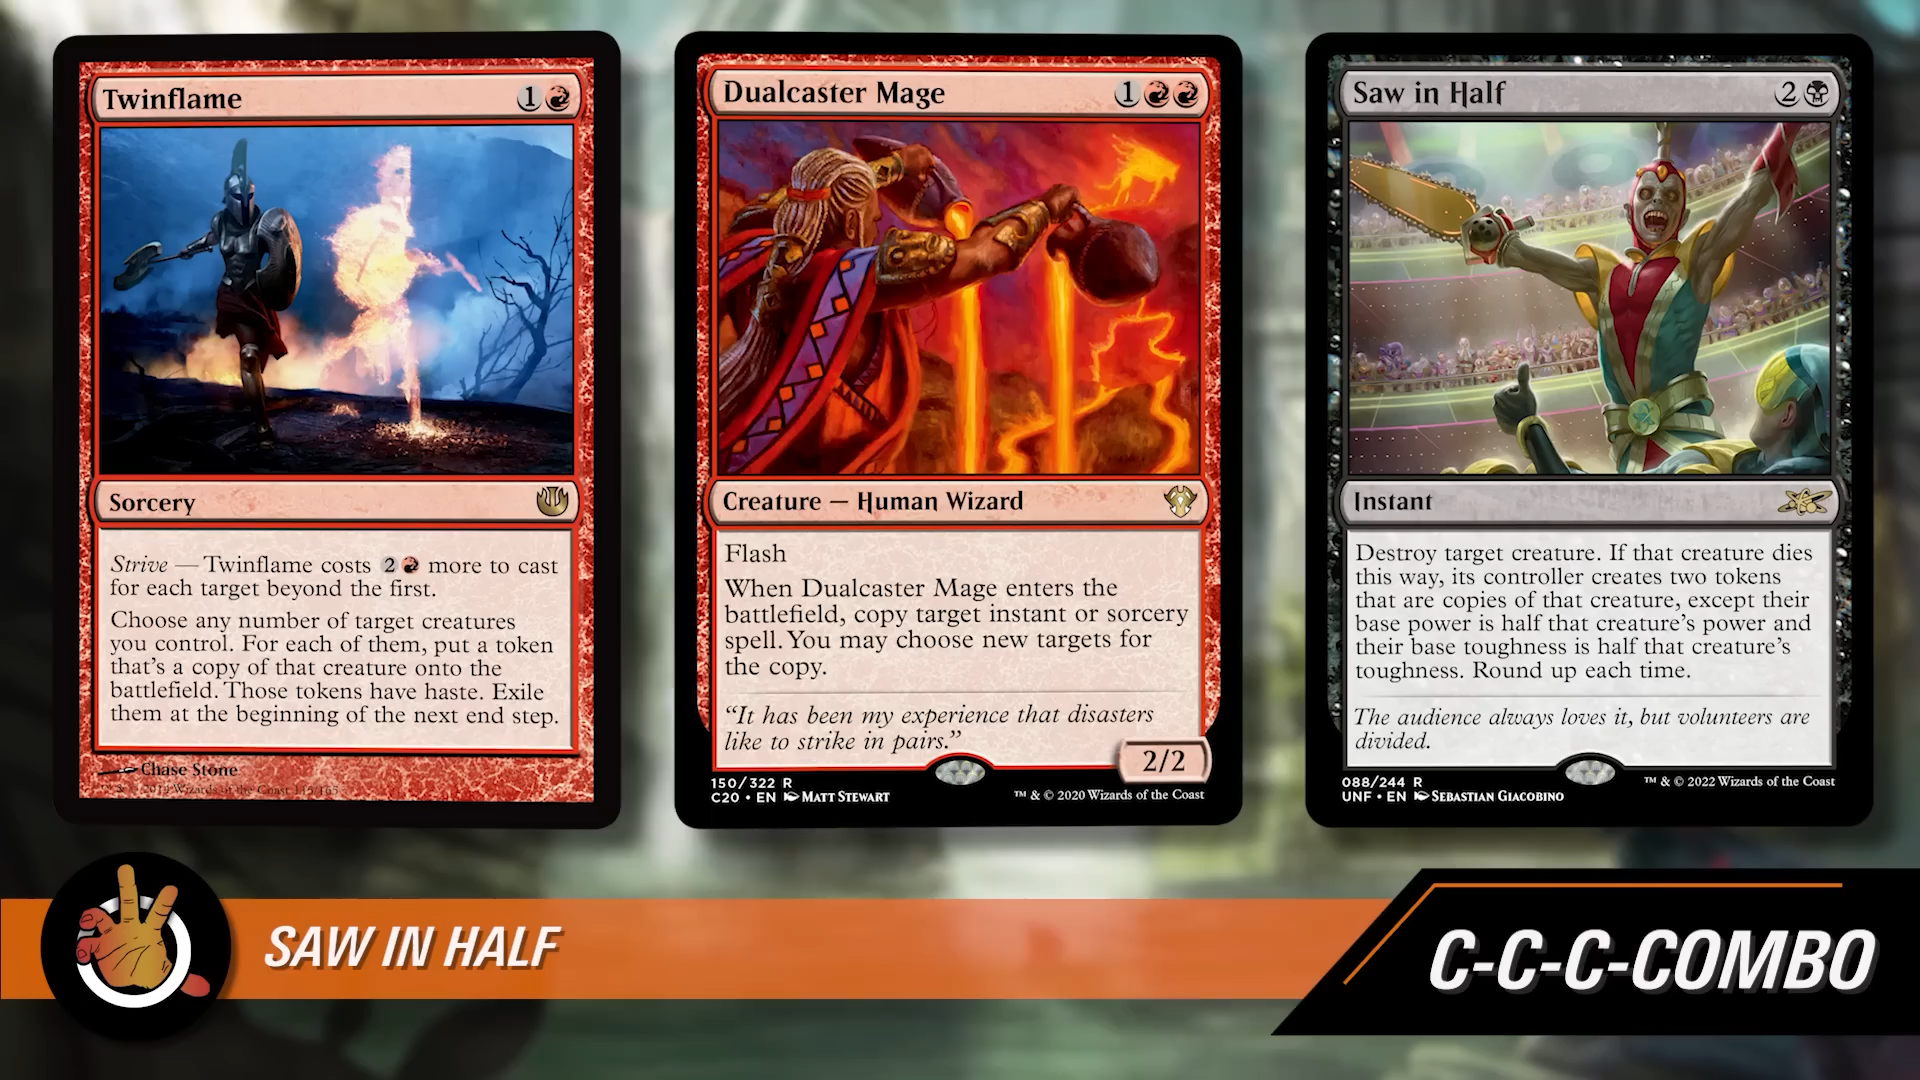 Twinflame 1
Sorcery
Strive — Twinflame costs 2 more to cast
for each target beyond the first.
Choose any number of target creatures
you control. For each of them, put a token
that's a copy of that creature onto the
battlefield. Those tokens have haste. Exile
them at the beginning of the next end step.
Chase Stone
Dualcaster Mage 1
Creature — Human Wizard
Flash
When Dualcaster Mage enters the
battlefield, copy target instant or sorcery
spell. You may choose new targets for
the copy.
“It has been my experience that disasters
like to strike in pairs.”
2/2
150/322 R
C20 • EN MATT STEWART
™ & © 2020 Wizards of the Coast
Saw in Half 2
Instant
Destroy target creature. If that creature dies
this way, its controller creates two tokens
that are copies of that creature, except their
base power is half that creature's power and
their base toughness is half that creature's
toughness. Round up each time.
The audience always loves it, but volunteers are
divided.
088/244 R
UNF • EN SEBASTIAN GIACOBINO
™ & © 2022 Wizards of the Coast
SAW IN HALF
C-C-C-COMBO